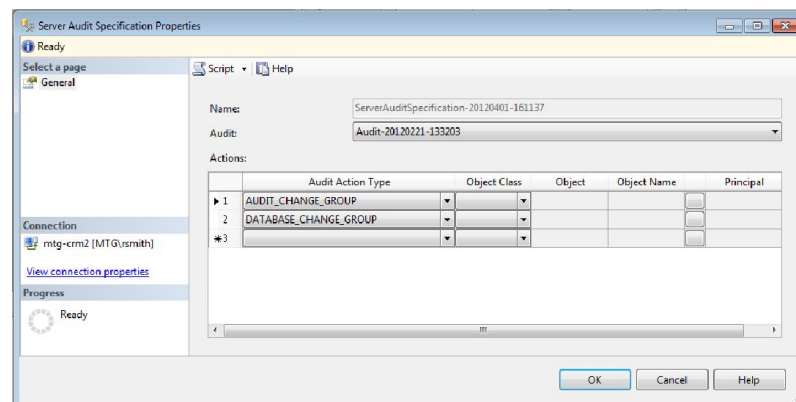 Server Audit Specification Properties
Ready
Select a page
General
Script Help
Name: ServerAuditSpecification-20120401-161137
Audit: Audit-20120221-133203
Actions:
Audit Action Type Object Class Object Object Name Principal
1 AUDIT_CHANGE_GROUP
2 DATABASE_CHANGE_GROUP
*3
Connection
mtg-crm2 [MTG\rsmith]
View connection properties
Progress
Ready
OK Cancel Help